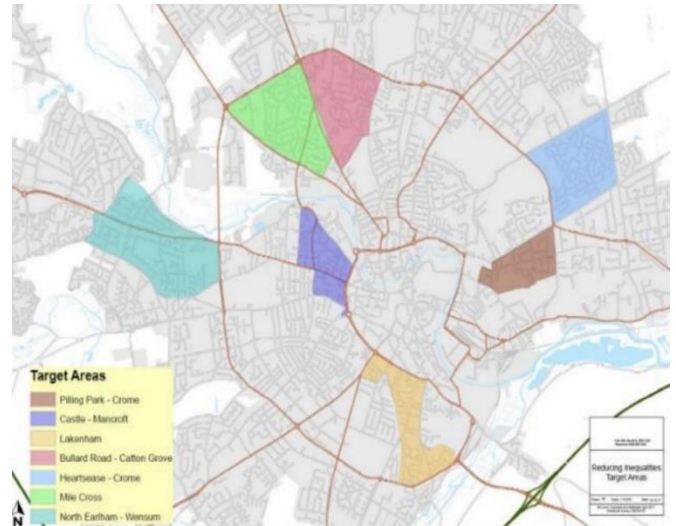 Target Areas
Pilling Park - Crome
Castle - Mancroft
Lakenham
Bullard Road - Catton Grove
Heartsease - Crome
Mile Cross
North Earlham - Wensum
N
Reducing Inequalities
Target Areas